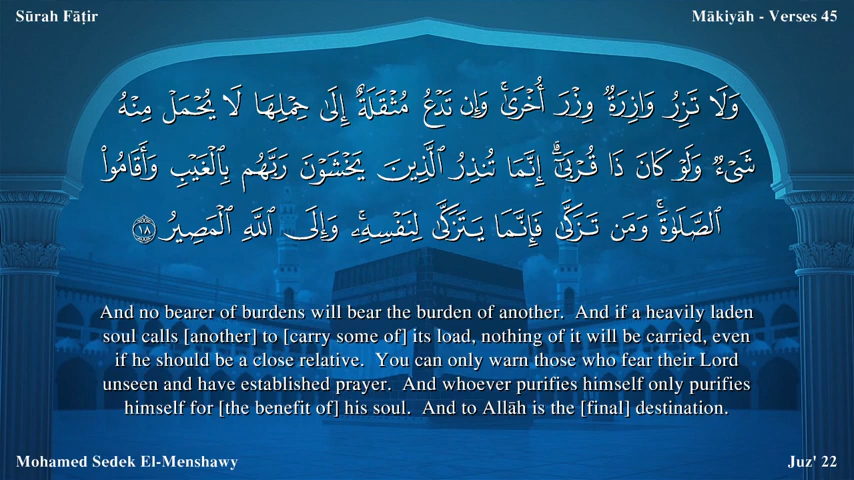 Sūrah Fāṭir
Mākiyāh - Verses 45
وَلَا تَزِرُ وَازِرَةٌ وِزْرَ أُخْرَىٰ ۚ وَإِن تَدْعُ مُثْقَلَةٌ إِلَىٰ حِمْلِهَا لَا يُحْمَلْ مِنْهُ
شَىْءٌ وَلَوْ كَانَ ذَا قُرْبَىٰٓ ۗ إِنَّمَا تُنذِرُ ٱلَّذِينَ يَخْشَوْنَ رَبَّهُم بِٱلْغَيْبِ وَأَقَامُوا۟
ٱلصَّلَوٰةَ ۚ وَمَن تَزَكَّىٰ فَإِنَّمَا يَتَزَكَّىٰ لِنَفْسِهِۦ ۚ وَإِلَى ٱللَّهِ ٱلْمَصِيرُ ١٨
And no bearer of burdens will bear the burden of another. And if a heavily laden
soul calls [another] to [carry some of] its load, nothing of it will be carried, even
if he should be a close relative. You can only warn those who fear their Lord
unseen and have established prayer. And whoever purifies himself only purifies
himself for [the benefit of] his soul. And to Allāh is the [final] destination.
Mohamed Sedek El-Menshawy
Juz' 22